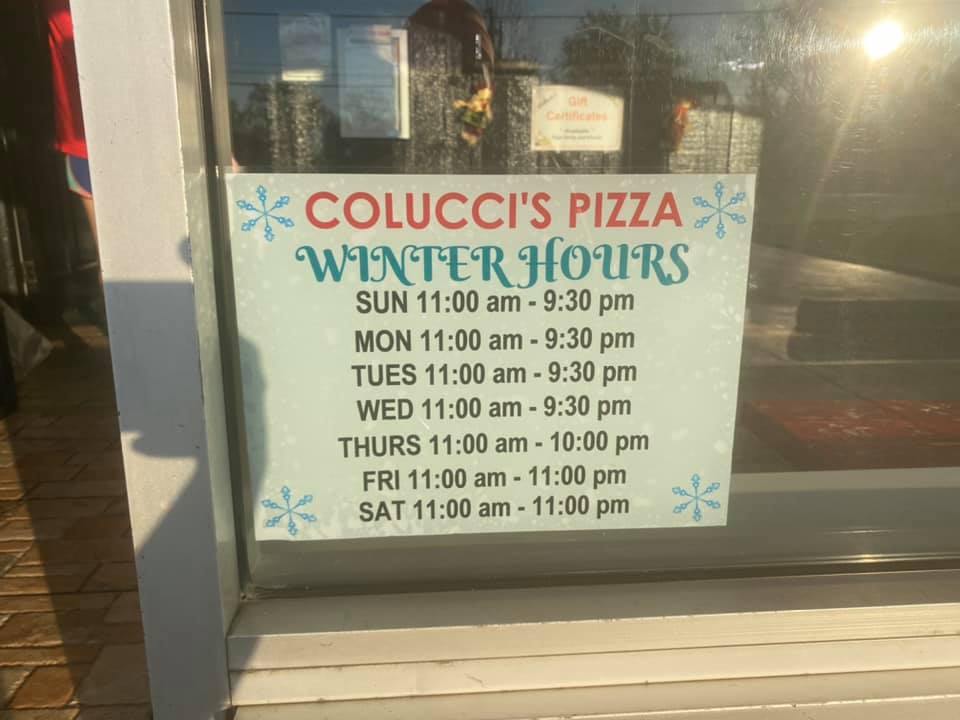 Gift
Certificates
COLUCCI'S PIZZA
WINTER HOURS
SUN 11:00 am - 9:30 pm
MON 11:00 am - 9:30 pm
TUES 11:00 am - 9:30 pm
WED 11:00 am - 9:30 pm
THURS 11:00 am - 10:00 pm
FRI 11:00 am - 11:00 pm
SAT 11:00 am - 11:00 pm